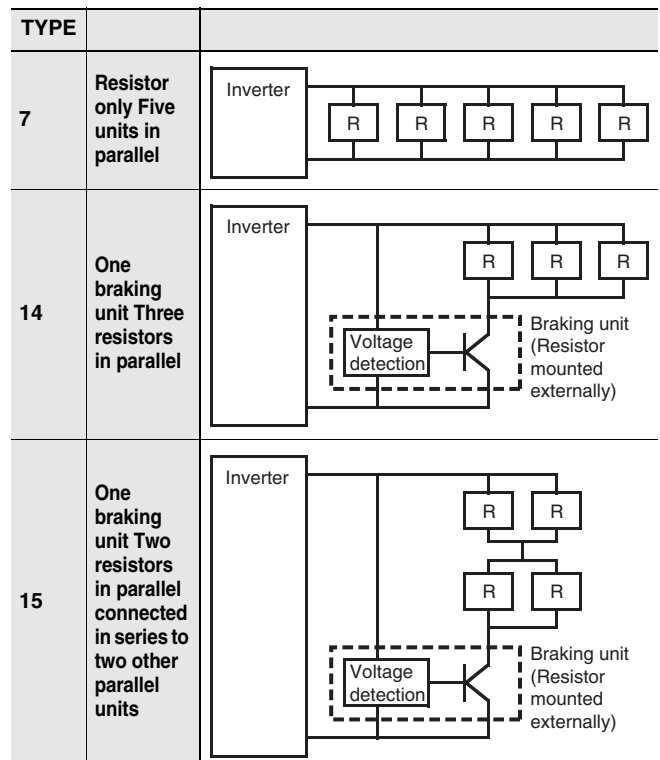 TYPE
7
Resistor
only Five
units in
parallel
Inverter
R R R R R
14
One
braking
unit Three
resistors
in parallel
Inverter
R R R
Voltage
detection
Braking unit
(Resistor
mounted
externally)
15
One
braking
unit Two
resistors
in parallel
connected
in series to
two other
parallel
units
Inverter
R R
R R
Voltage
detection
Braking unit
(Resistor
mounted
externally)